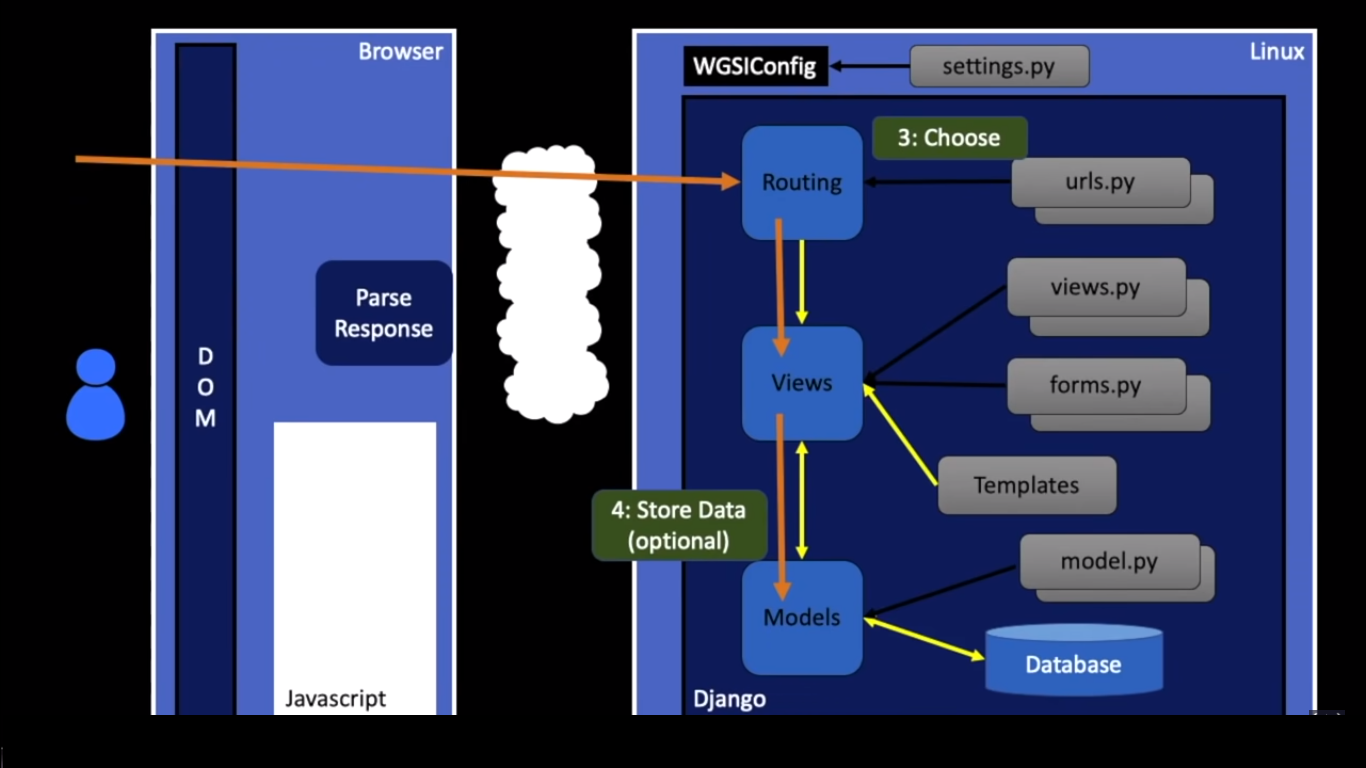 Browser
Linux
WGSIConfig
settings.py
3: Choose
Routing
urls.py
views.py
Parse
Response
D
O
M
Views
forms.py
Templates
4: Store Data
(optional)
model.py
Models
Database
Javascript
Django